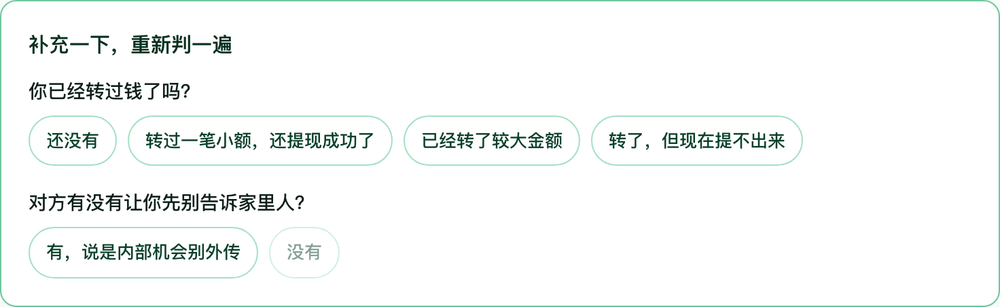 补充一下，重新判一遍
你已经转过钱了吗？
还没有 转过一笔小额，还提现成功了 已经转了较大金额 转了，但现在提不出来
对方有没有让你先别告诉家里人？
有，说是内部机会别外传 没有